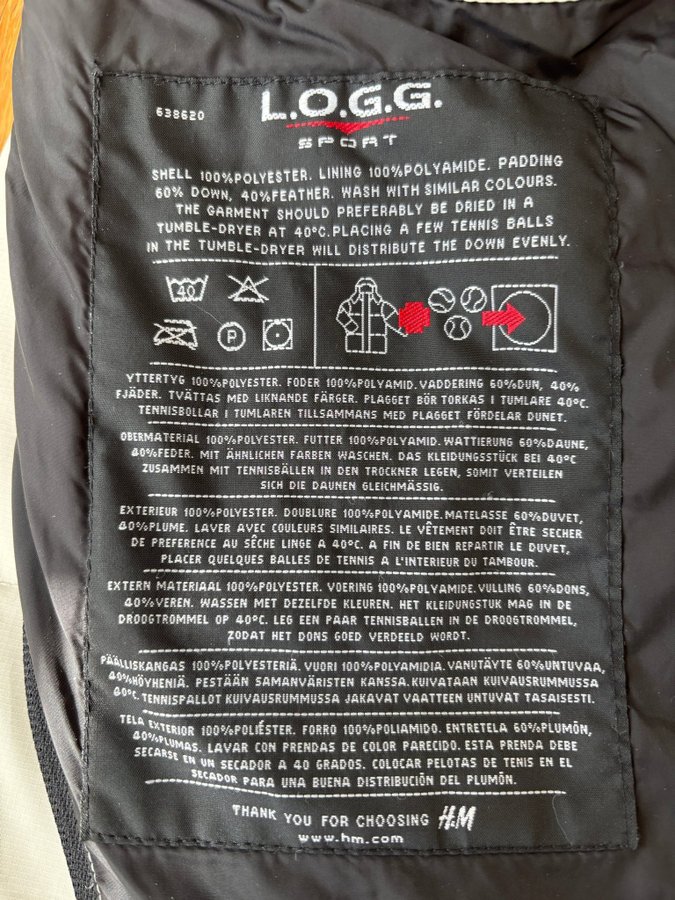 638620
L.O.G.G.
SPORT
SHELL 100%POLYESTER. LINING 100%POLYAMIDE. PADDING
60% DOWN, 40%FEATHER. WASH WITH SIMILAR COLOURS.
THE GARMENT SHOULD PREFERABLY BE DRIED IN A
TUMBLE-DRYER AT 40°C.PLACING A FEW TENNIS BALLS
IN THE TUMBLE-DRYER WILL DISTRIBUTE THE DOWN EVENLY.
40
P
YTTERTYG 100%POLYESTER. FODER 100%POLYAMID.VADDERING 60%DUN, 40%
FJÄDER. TVÄTTAS MED LIKNANDE FÄRGER. PLAGGET BÖR TORKAS I TUMLARE 40°C.
TENNISBOLLAR I TUMLAREN TILLSAMMANS MED PLAGGET FÖRDELAR DUNET.
OBERMATERIAL 100%POLYESTER. FUTTER 100%POLYAMID. WATTIERUNG 60%DAUNE,
40%FEDER. MIT ÄHNLICHEN FARBEN WASCHEN. DAS KLEIDUNGSSTÜCK BEI 40°C
ZUSAMMEN MIT TENNISBÄLLEN IN DEN TROCKNER LEGEN, SOMIT VERTEILEN
SICH DIE DAUNEN GLEICHMÄSSIG.
EXTERIEUR 100%POLYESTER. DOUBLURE 100%POLYAMIDE.MATELASSE 60%DUVET,
40%PLUME. LAVER AVEC COULEURS SIMILAIRES. LE VÊTEMENT DOIT ÊTRE SECHER
DE PREFERENCE AU SÊCHE LINGE A 40°C. A FIN DE BIEN REPARTIR LE DUVET,
PLACER QUELQUES BALLES DE TENNIS A L'INTERIEUR DU TAMBOUR.
EXTERN MATERIAAL 100%POLYESTER. VOERING 100%POLYAMIDE.VULLING 60%DONS,
40%VEREN. WASSEN MET DEZELFDE KLEUREN. HET KLEIDUNGSTUK MAG IN DE
DROOGTROMMEL OP 40°C. LEG EEN PAAR TENNISBALLEN IN DE DROOGTROMMEL,
ZODAT HET DONS GOED VERDEELD WORDT.
PÄÄLLISKANGAS 100%POLYESTERIÄ. VUORI 100%POLYAMIDIA.VANUTÄYTE 60%UNTUVAA,
40%HÖYHENIÄ. PESTÄÄN SAMANVÄRISTEN KANSSA.KUIVATAAN KUIVAUSRUMMUSSA
40°C.TENNISPALLOT KUIVAUSRUMMUSSA JAKAVAT VAATTEEN UNTUVAT TASAISESTI.
TELA EXTERIOR 100%POLIÉSTER. FORRO 100%POLIAMIDO. ENTRETELA 60%PLUMÓN,
40%PLUMAS. LAVAR CON PRENDAS DE COLOR PARECIDO. ESTA PRENDA DEBE
SECARSE EN UN SECADOR A 40 GRADOS. COLOCAR PELOTAS DE TENIS EN EL
SECADOR PARA UNA BUENA DISTRIBUCIÓN DEL PLUMÓN.
THANK YOU FOR CHOOSING H&M
www.hm.com